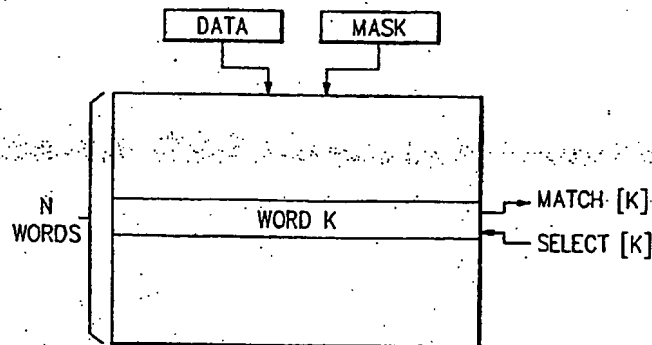 DATA
MASK
N
WORDS
WORD K
MATCH [K]
SELECT [K]